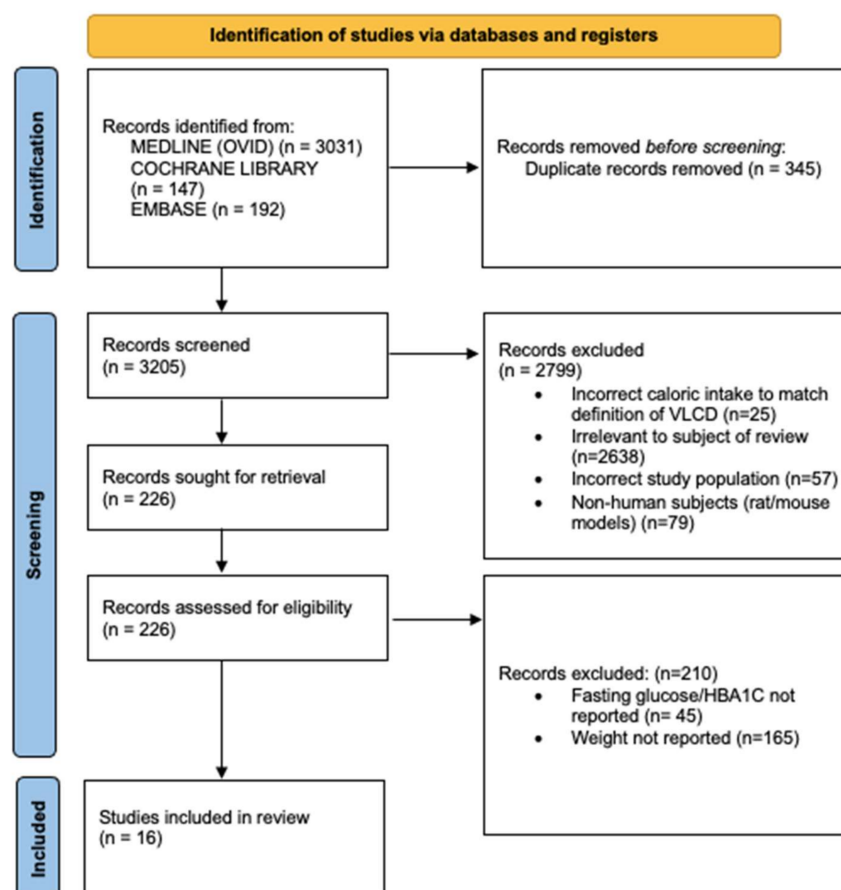 Identification of studies via databases and registers
Identification
Records identified from:
MEDLINE (OVID) (n = 3031)
COCHRANE LIBRARY
(n = 147)
EMBASE (n = 192)
Records removed before screening:
Duplicate records removed (n = 345)
Screening
Records screened
(n = 3205)
Records excluded
(n = 2799)
• Incorrect caloric intake to match
definition of VLCD (n=25)
• Irrelevant to subject of review
(n=2638)
• Incorrect study population (n=57)
• Non-human subjects (rat/mouse
models) (n=79)
Records sought for retrieval
(n = 226)
Records assessed for eligibility
(n = 226)
Records excluded: (n=210)
• Fasting glucose/HBA1C not
reported (n= 45)
• Weight not reported (n=165)
Included
Studies included in review
(n = 16)